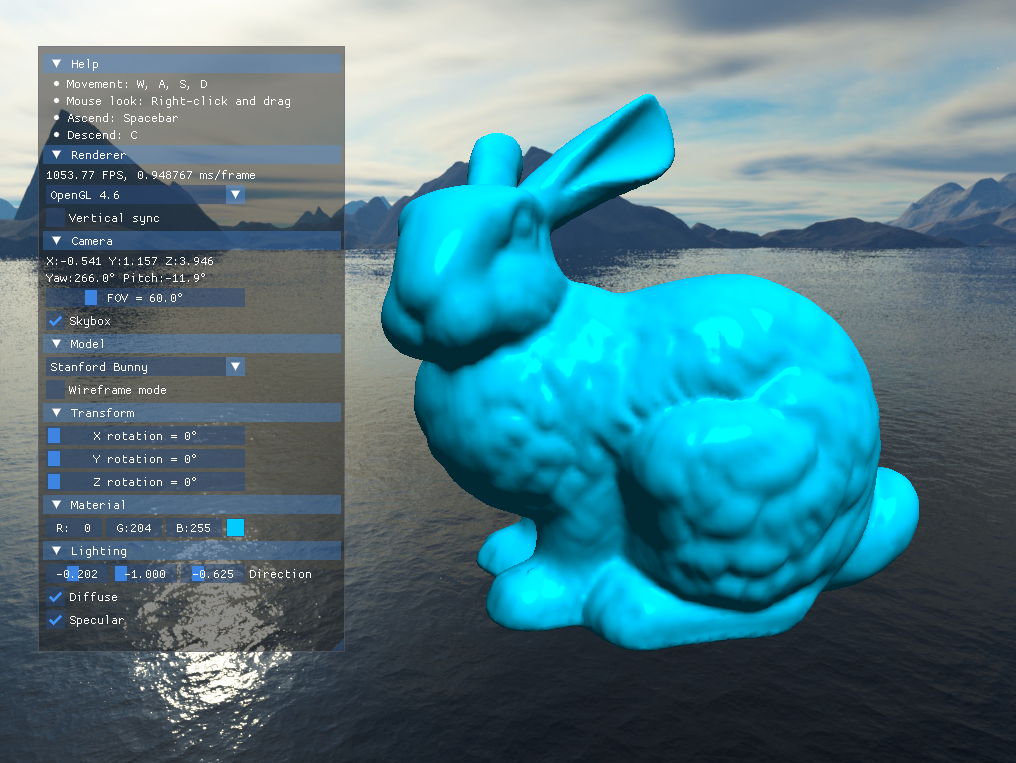 Help
Movement: W, A, S, D
Mouse look: Right-click and drag
Ascend: Spacebar
Descend: C
Renderer
1053.77 FPS, 0.948767 ms/frame
OpenGL 4.6
Vertical sync
Camera
X:-0.541 Y:1.157 Z:3.946
Yaw:266.0° Pitch:-11.9°
FOV = 60.0°
Skybox
Model
Stanford Bunny
Wireframe mode
Transform
X rotation = 0°
Y rotation = 0°
Z rotation = 0°
Material
R: 0 G:204 B:255
Lighting
-0.202 -1.000 -0.625 Direction
Diffuse
Specular